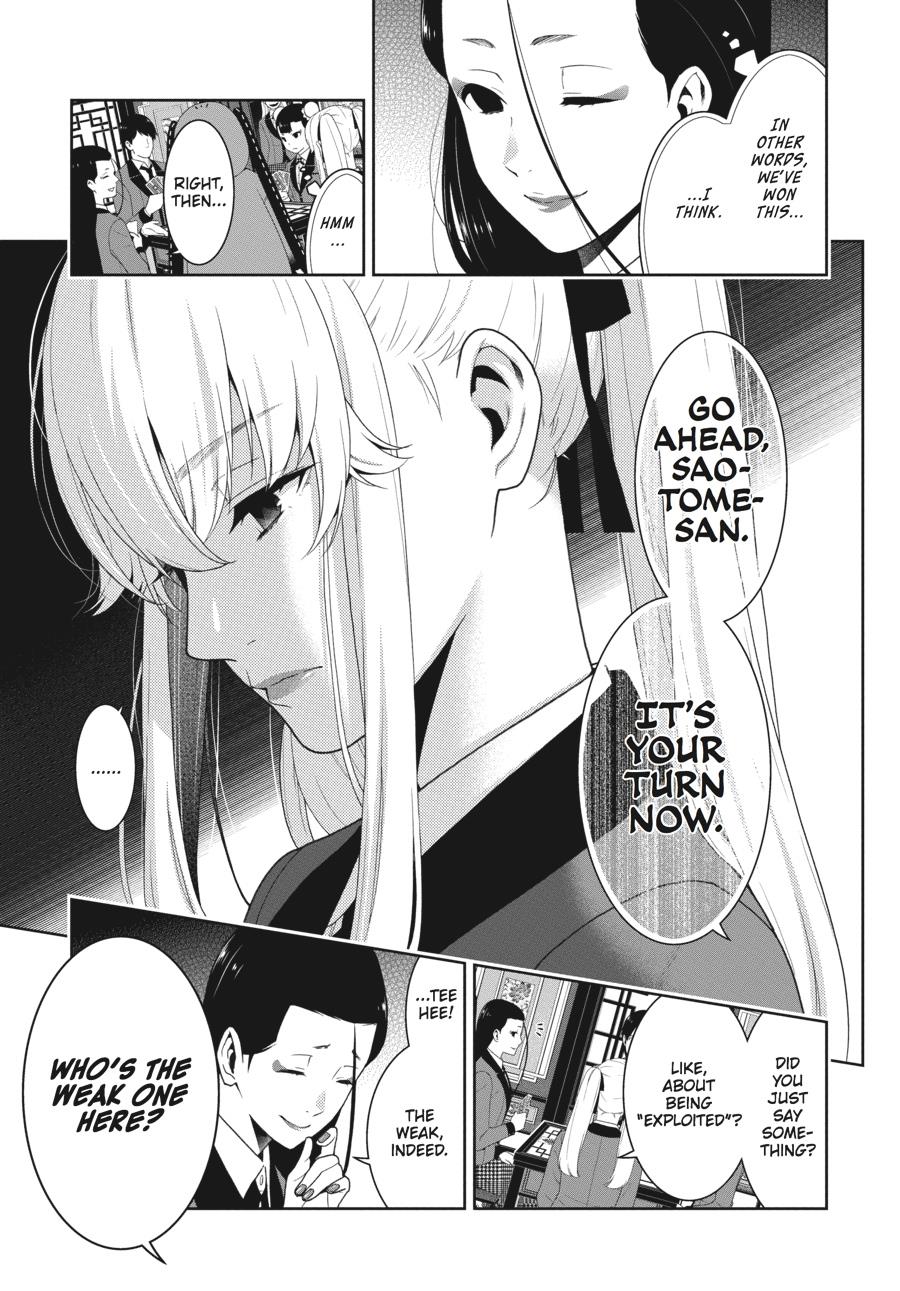 IN
OTHER
WORDS,
WE'VE
WON
THIS...
...I
THINK.
HMM
...
RIGHT,
THEN...
GO
AHEAD,
SAO-
TOME-
SAN.
IT'S
YOUR
TURN
NOW.
......
DID
YOU
JUST
SAY
SOME-
THING?
LIKE,
ABOUT
BEING
"EXPLOITED"?
...TEE
HEE!
THE
WEAK,
INDEED.
WHO'S THE
WEAK ONE
HERE?